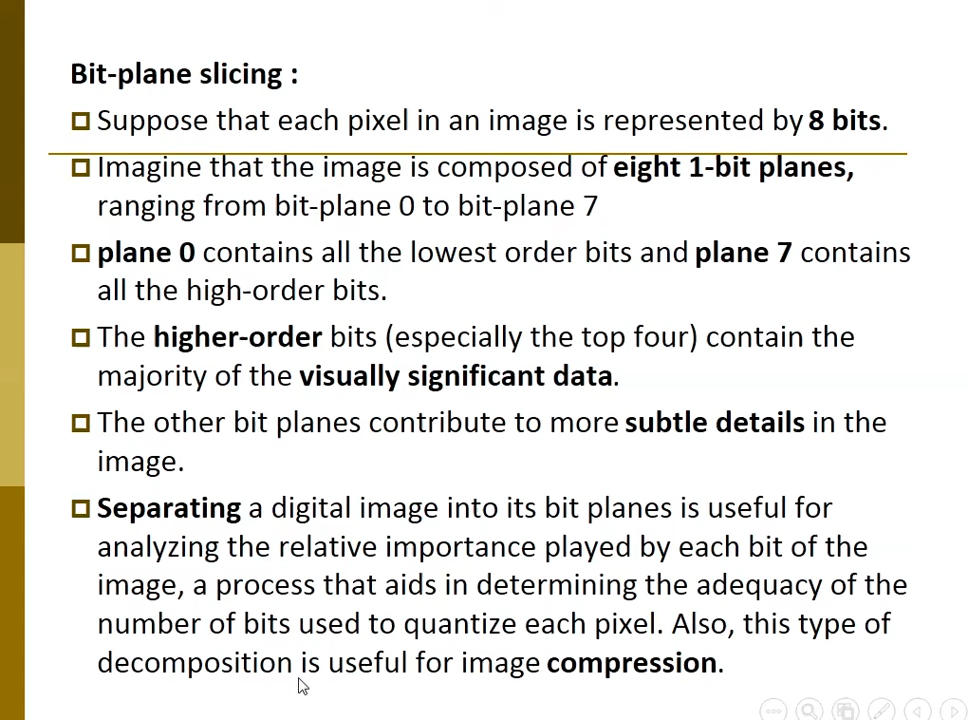 Bit-plane slicing :
Suppose that each pixel in an image is represented by 8 bits.
Imagine that the image is composed of eight 1-bit planes,
ranging from bit-plane 0 to bit-plane 7
plane 0 contains all the lowest order bits and plane 7 contains
all the high-order bits.
The higher-order bits (especially the top four) contain the
majority of the visually significant data.
The other bit planes contribute to more subtle details in the
image.
Separating a digital image into its bit planes is useful for
analyzing the relative importance played by each bit of the
image, a process that aids in determining the adequacy of the
number of bits used to quantize each pixel. Also, this type of
decomposition is useful for image compression.